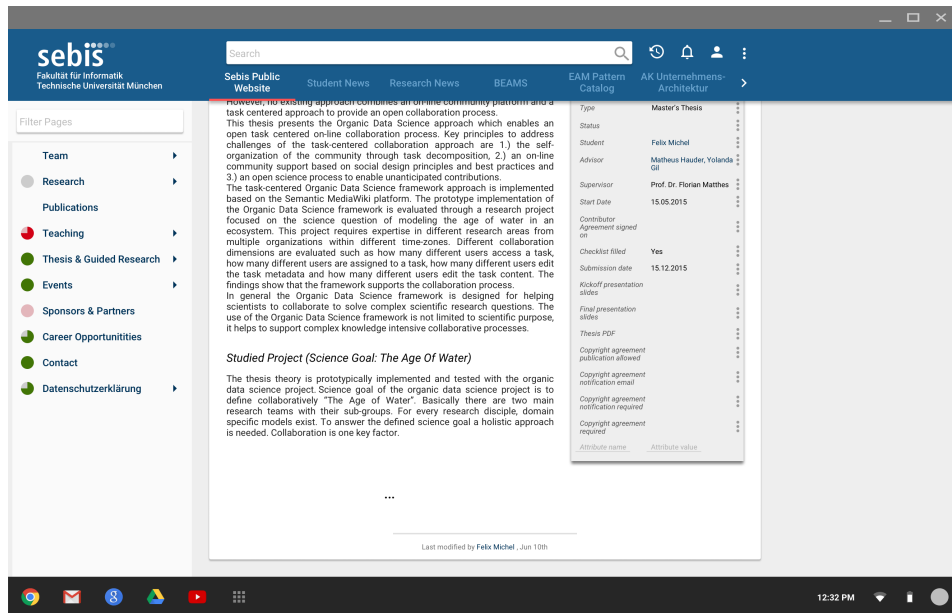 sebis
Fakultät für Informatik
Technische Universität München
Search
Sebis Public
Website
Student News
Research News
BEAMS
EAM Pattern
Catalog
AK Unternehmens-
Architektur
Filter Pages
Team
Research
Publications
Teaching
Thesis & Guided Research
Events
Sponsors & Partners
Career Opportunitities
Contact
Datenschutzerklärung
However, no existing approach combines an on-line community platform and a
task centered approach to provide an open collaboration process.
This thesis presents the Organic Data Science approach which enables an
open task centered on-line collaboration process. Key principles to address
challenges of the task-centered collaboration approach are 1.) the self-
organization of the community through task decomposition, 2.) an on-line
community support based on social design principles and best practices and
3.) an open science process to enable unanticipated contributions.
The task-centered Organic Data Science framework approach is implemented
based on the Semantic MediaWiki platform. The prototype implementation of
the Organic Data Science framework is evaluated through a research project
focused on the science question of modeling the age of water in an
ecosystem. This project requires expertise in different research areas from
multiple organizations within different time-zones. Different collaboration
dimensions are evaluated such as how many different users access a task,
how many different users are assigned to a task, how many different users edit
the task metadata and how many different users edit the task content. The
findings show that the framework supports the collaboration process.
In general the Organic Data Science framework is designed for helping
scientists to collaborate to solve complex scientific research questions. The
use of the Organic Data Science framework is not limited to scientific purpose,
it helps to support complex knowledge intensive collaborative processes.
Studied Project (Science Goal: The Age Of Water)
The thesis theory is prototypically implemented and tested with the organic
data science project. Science goal of the organic data science project is to
define collaboratively “The Age of Water”. Basically there are two main
research teams with their sub-groups. For every research disciple, domain
specific models exist. To answer the defined science goal a holistic approach
is needed. Collaboration is one key factor.
...
Last modified by Felix Michel , Jun 10th
Type Master's Thesis
Status
Student Felix Michel
Advisor Matheus Hauder, Yolanda
Gil
Supervisor Prof. Dr. Florian Matthes
Start Date 15.05.2015
Contributor
Agreement signed
on
Checklist filled Yes
Submission date 15.12.2015
Kickoff presentation
slides
Final presentation
slides
Thesis PDF
Copyright agreement
publication allowed
Copyright agreement
notification email
Copyright agreement
notification required
Copyright agreement
required
Attribute name Attribute value
8
12:32 PM